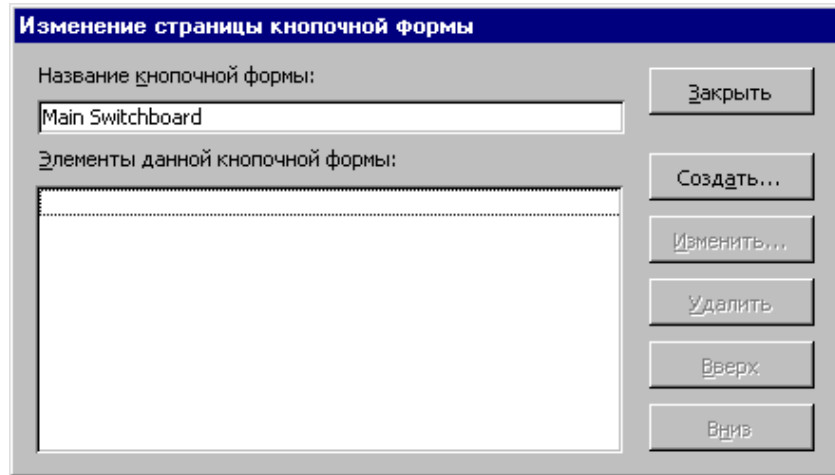 Изменение страницы кнопочной формы
Название кнопочной формы:
Закрыть
Main Switchboard
Элементы данной кнопочной формы:
Создать...
Изменить...
Удалить
Вверх
Вниз